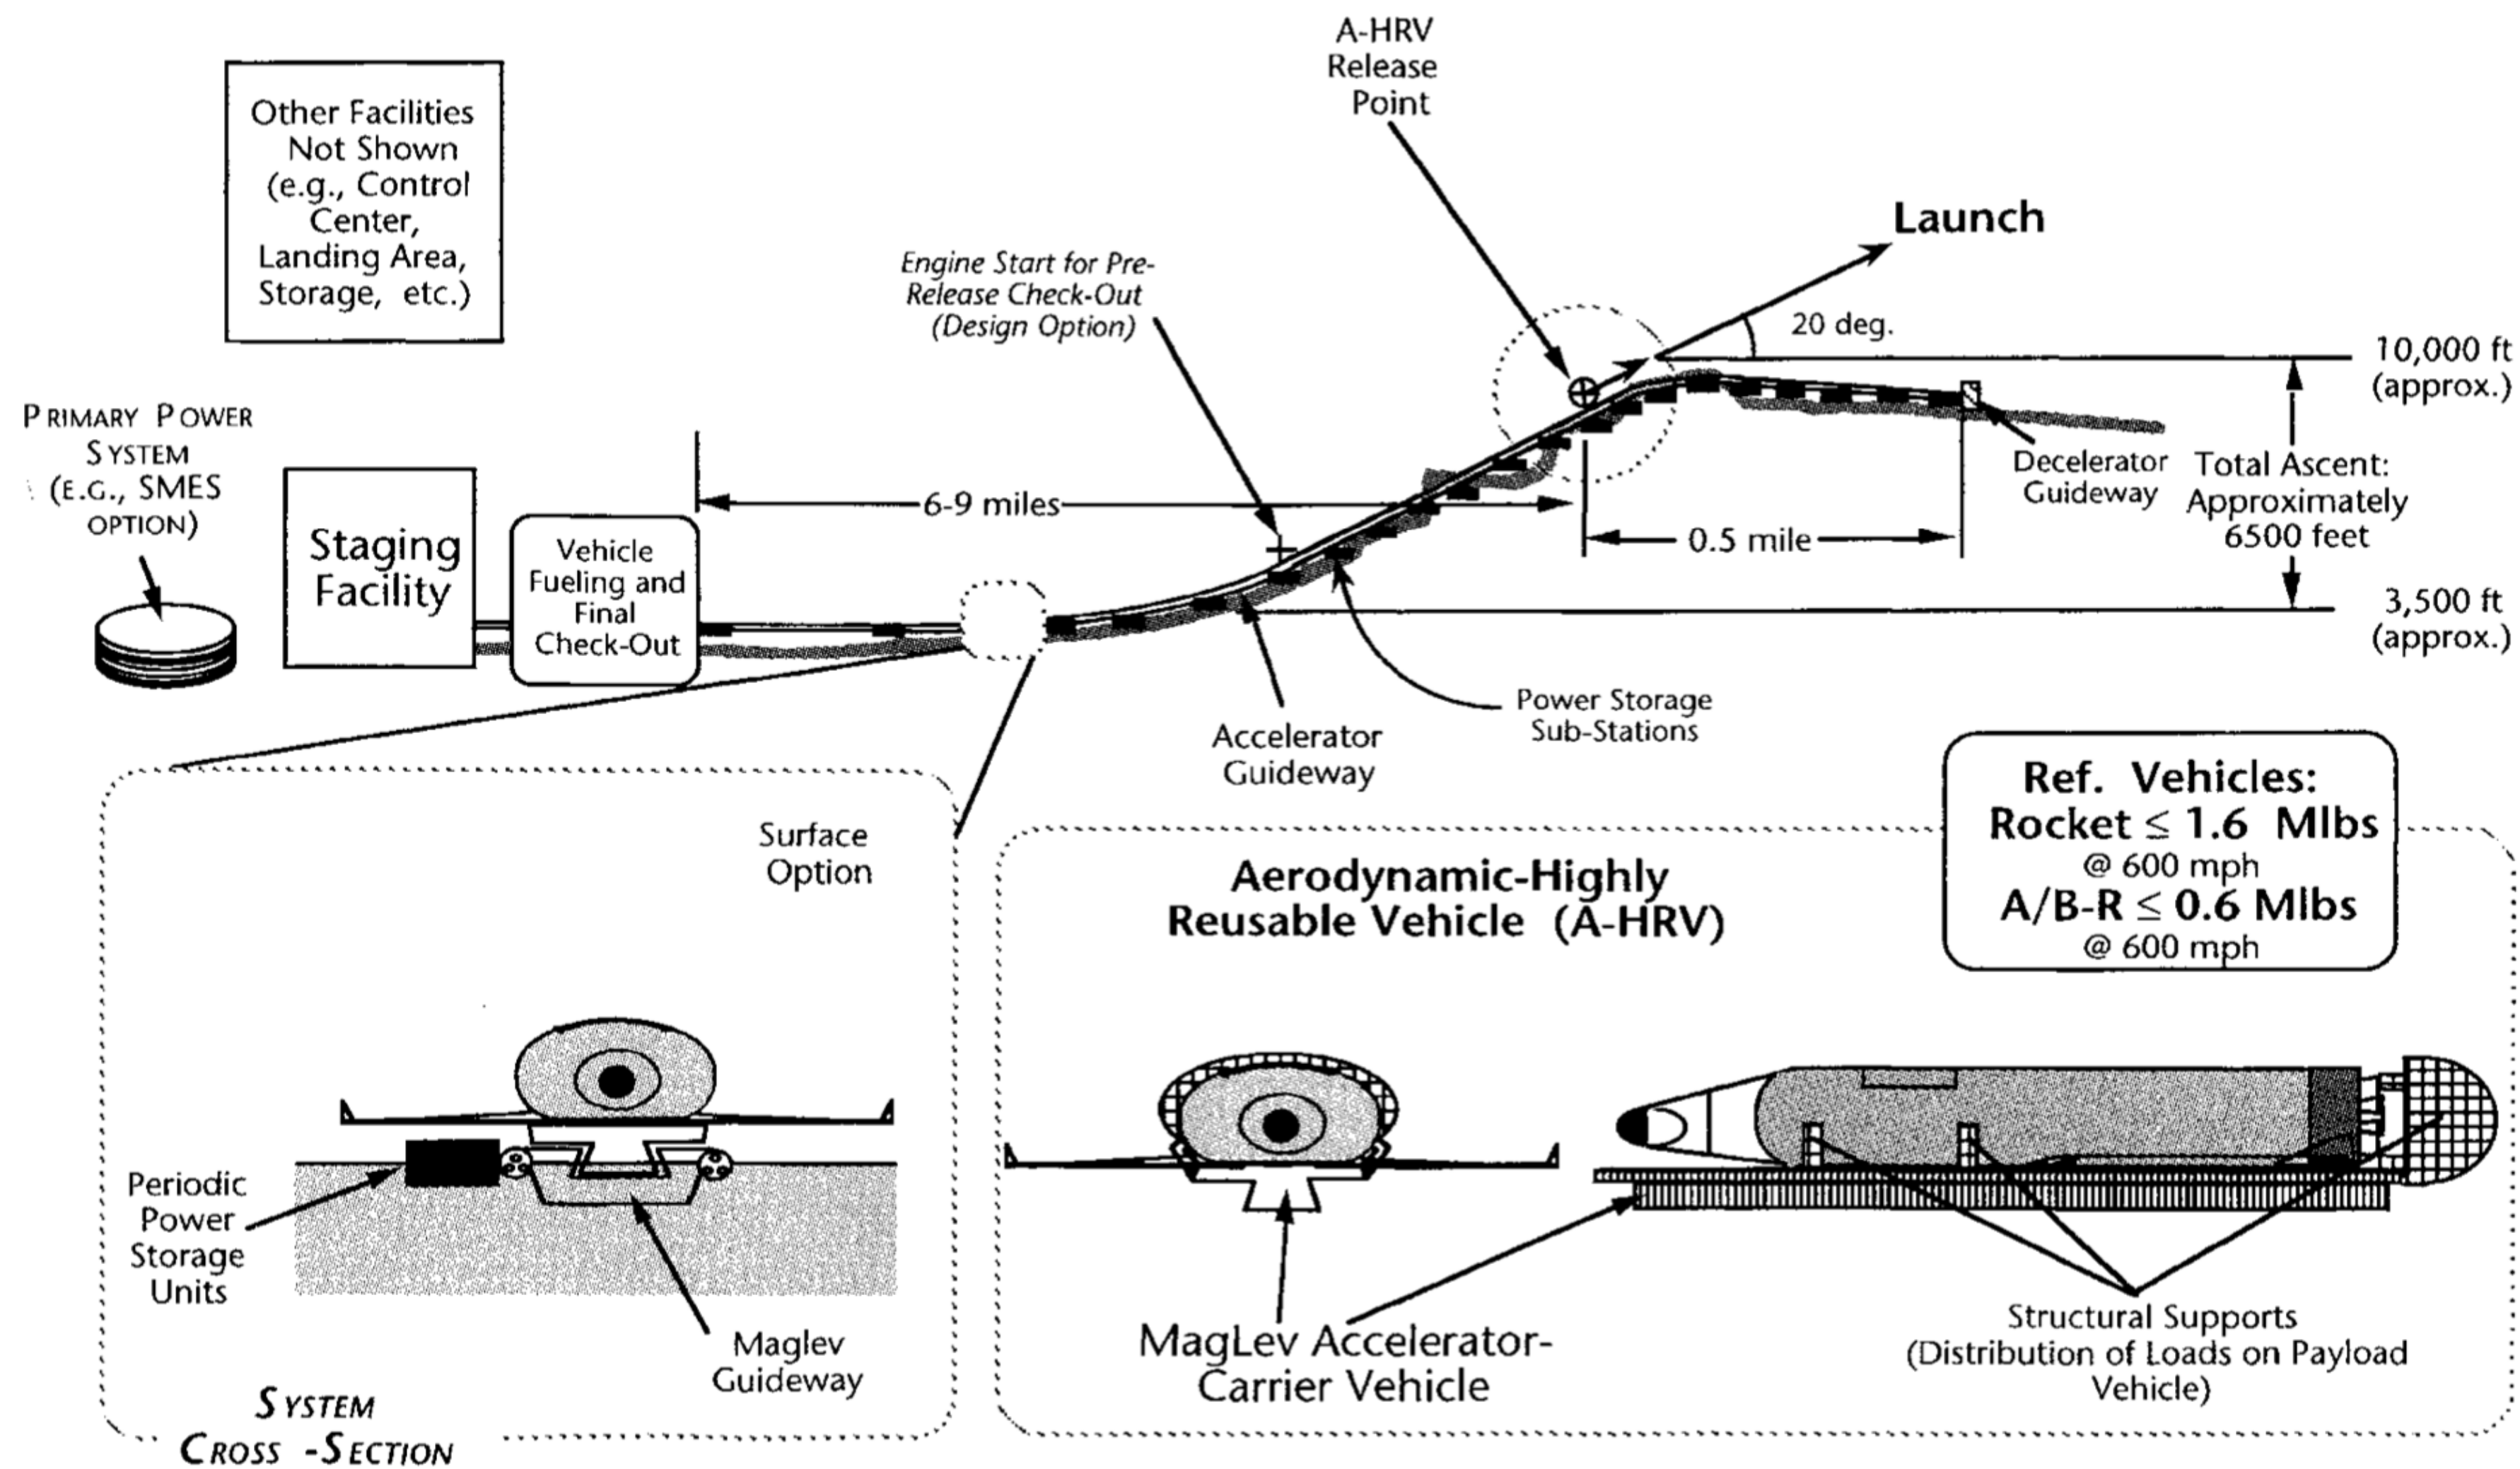 A-HRV
Release
Point
Other Facilities
Not Shown
(e.g., Control
Center,
Landing Area,
Storage, etc.)
Launch
Engine Start for Pre-
Release Check-Out
(Design Option)
20 deg.
10,000 ft
(approx.)
PRIMARY POWER
SYSTEM
(E.G., SMES
OPTION)
Staging
Facility
Vehicle
Fueling and
Final
Check-Out
6-9 miles
0.5 mile
Decelerator
Guideway
Total Ascent:
Approximately
6500 feet
3,500 ft
(approx.)
Accelerator
Guideway
Power Storage
Sub-Stations
Ref. Vehicles:
Rocket ≤ 1.6 Mlbs
@ 600 mph
A/B-R ≤ 0.6 Mlbs
@ 600 mph
Surface
Option
Periodic
Power
Storage
Units
Maglev
Guideway
SYSTEM
CROSS -SECTION
Aerodynamic-Highly
Reusable Vehicle (A-HRV)
MagLev Accelerator-
Carrier Vehicle
Structural Supports
(Distribution of Loads on Payload
Vehicle)